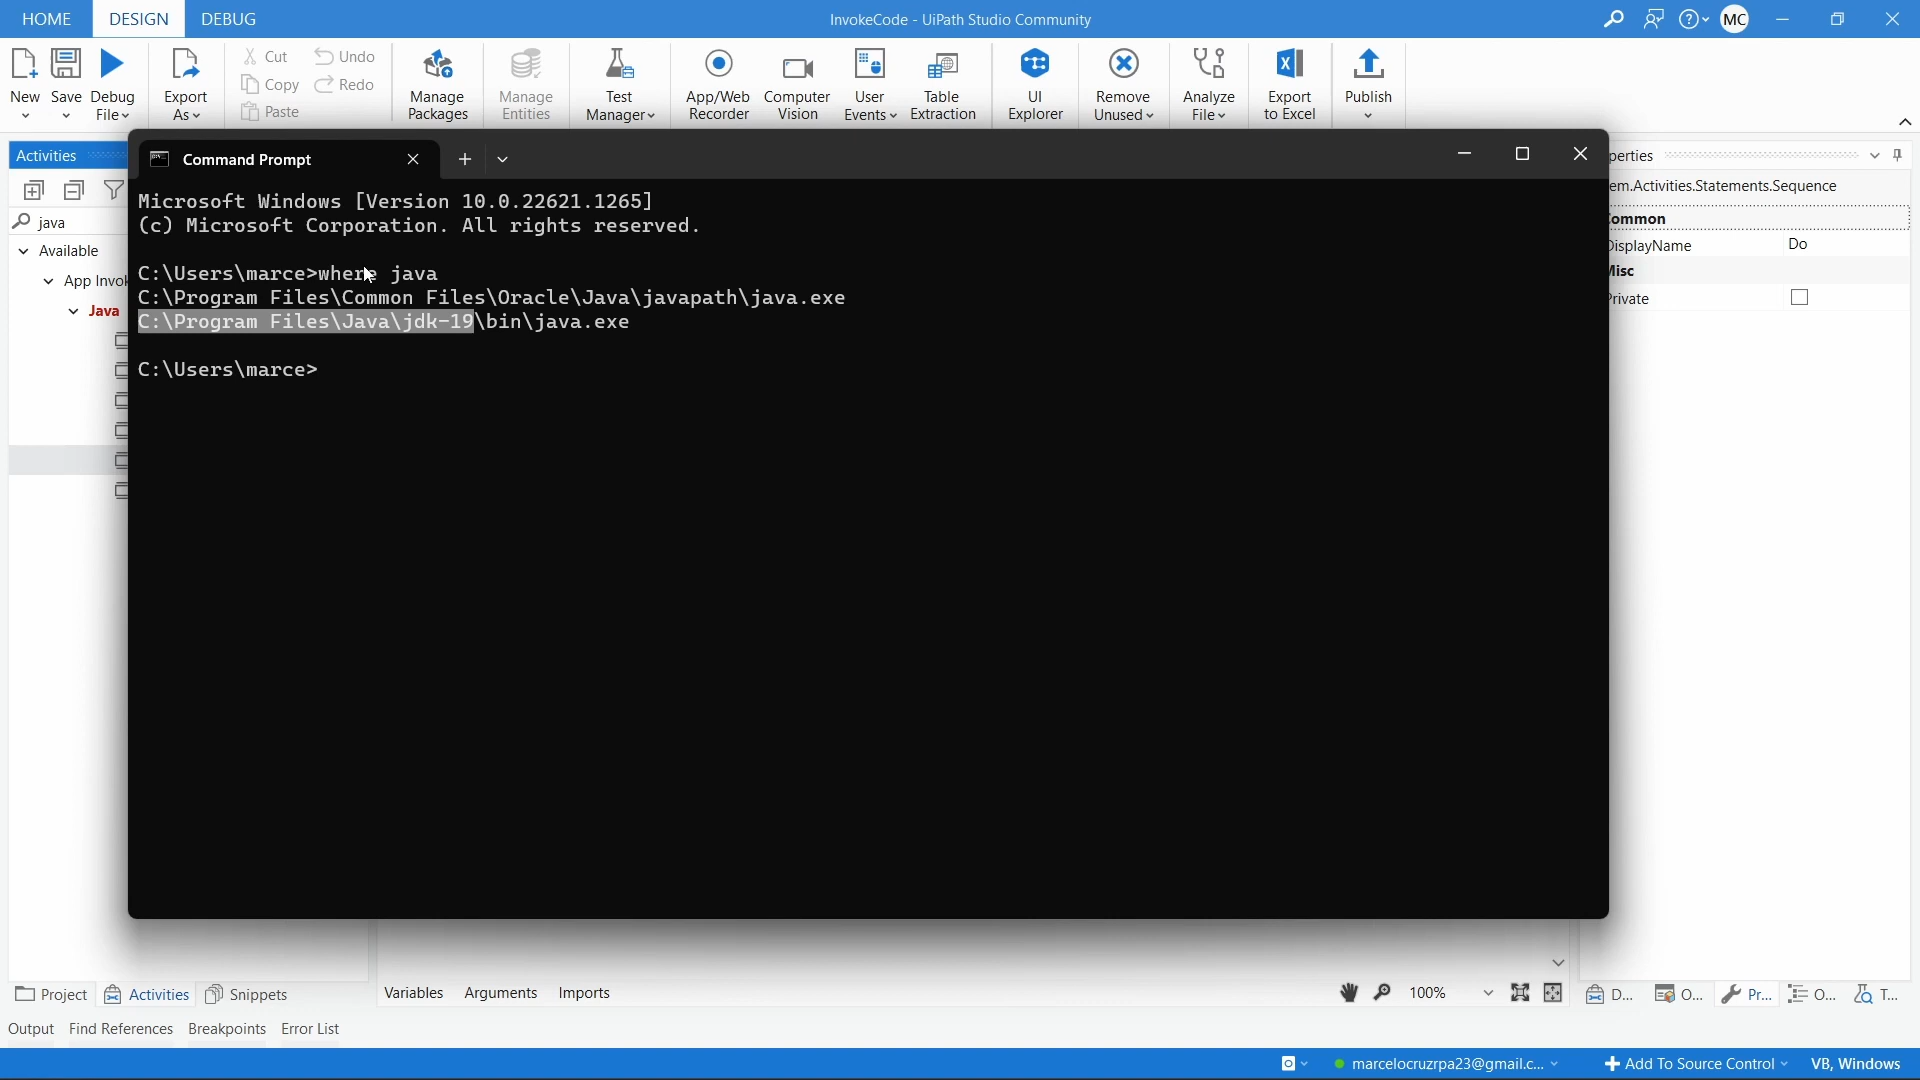 HOME DESIGN DEBUG InvokeCode - UiPath Studio Community MC
New Save Debug File Export As Cut Copy Paste Undo Redo Manage Packages Manage Entities Test Manager App/Web Recorder Computer Vision User Events Table Extraction UI Explorer Remove Unused Analyze File Export to Excel Publish
Activities
java
Available
App Invok
Java
Command Prompt
Microsoft Windows [Version 10.0.22621.1265]
(c) Microsoft Corporation. All rights reserved.
C:\Users\marce>where java
C:\Program Files\Common Files\Oracle\Java\javapath\java.exe
C:\Program Files\Java\jdk-19\bin\java.exe
C:\Users\marce>
perties
em.Activities.Statements.Sequence
ommon
DisplayName Do
Misc
Private
Project Activities Snippets
Variables Arguments Imports 100%
D... O... Pr... O... T...
Output Find References Breakpoints Error List
marcelocruzrpa23@gmail.c... Add To Source Control VB, Windows